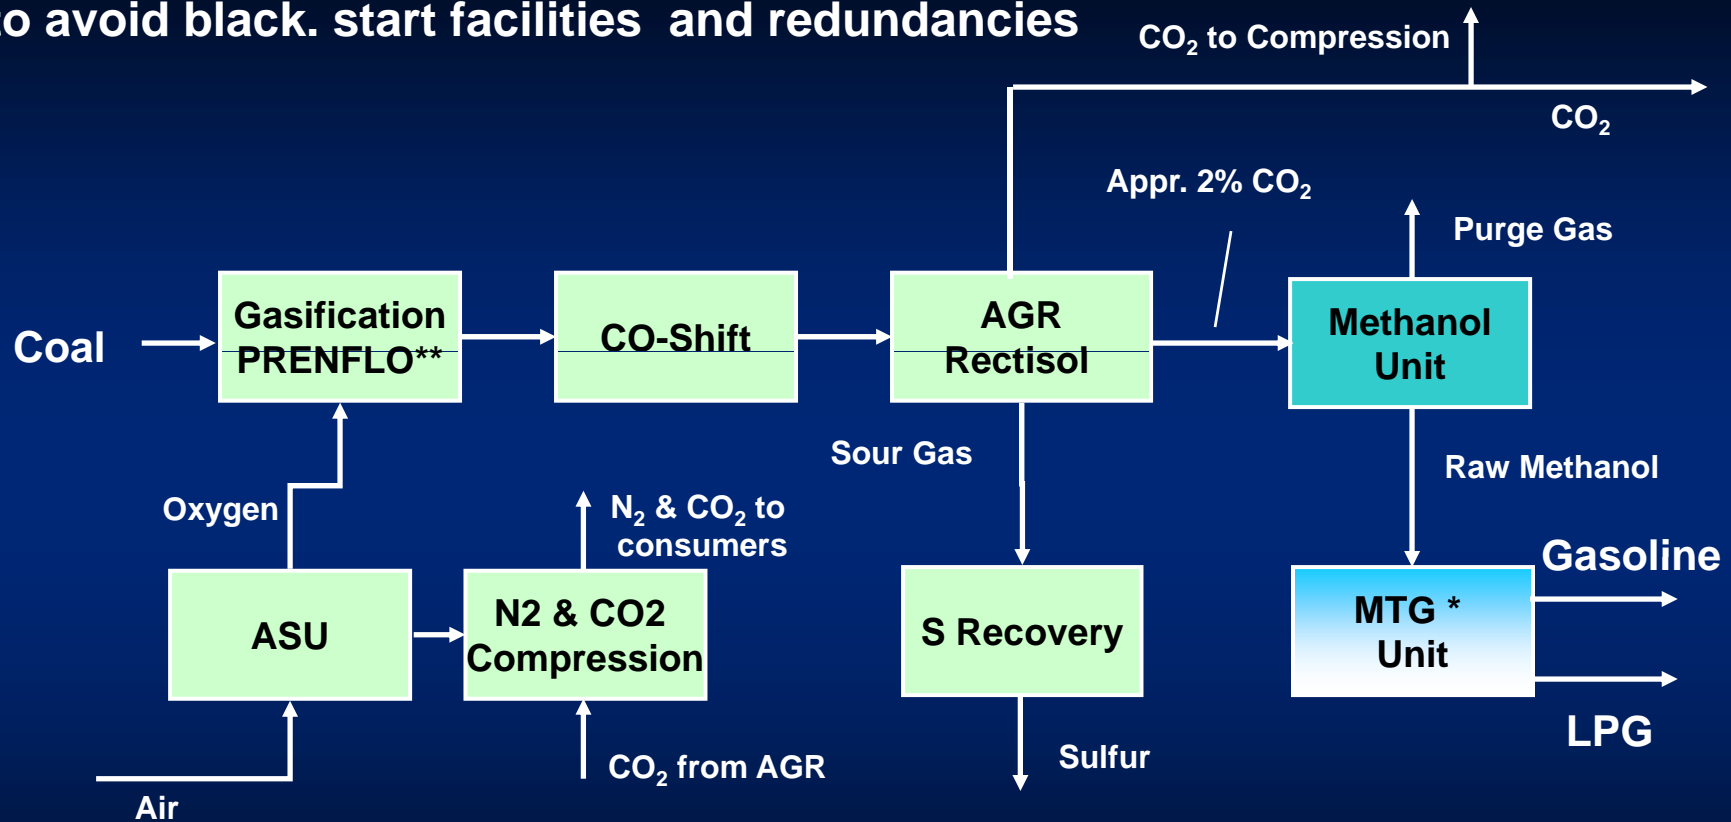 to avoid black. start facilities and redundancies
CO₂ to Compression
CO₂
Appr. 2% CO₂
Purge Gas
Coal
Gasification
PRENFLO**
CO-Shift
AGR
Rectisol
Methanol
Unit
Sour Gas
Raw Methanol
Oxygen
N₂ & CO₂ to
consumers
Gasoline
ASU
N2 & CO2
Compression
S Recovery
MTG *
Unit
LPG
CO₂ from AGR
Sulfur
Air